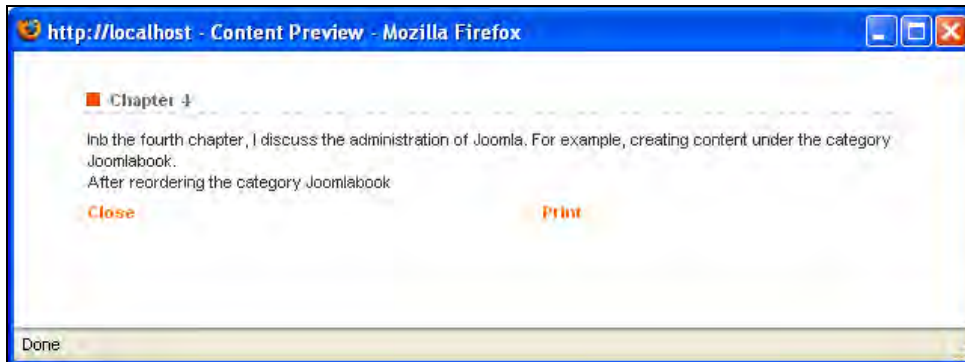 http://localhost - Content Preview - Mozilla Firefox
Chapter 4
Inb the fourth chapter, I discuss the administration of Joomla. For example, creating content under the category
Joomlabook.
After reordering the category Joomlabook
Close Print
Done